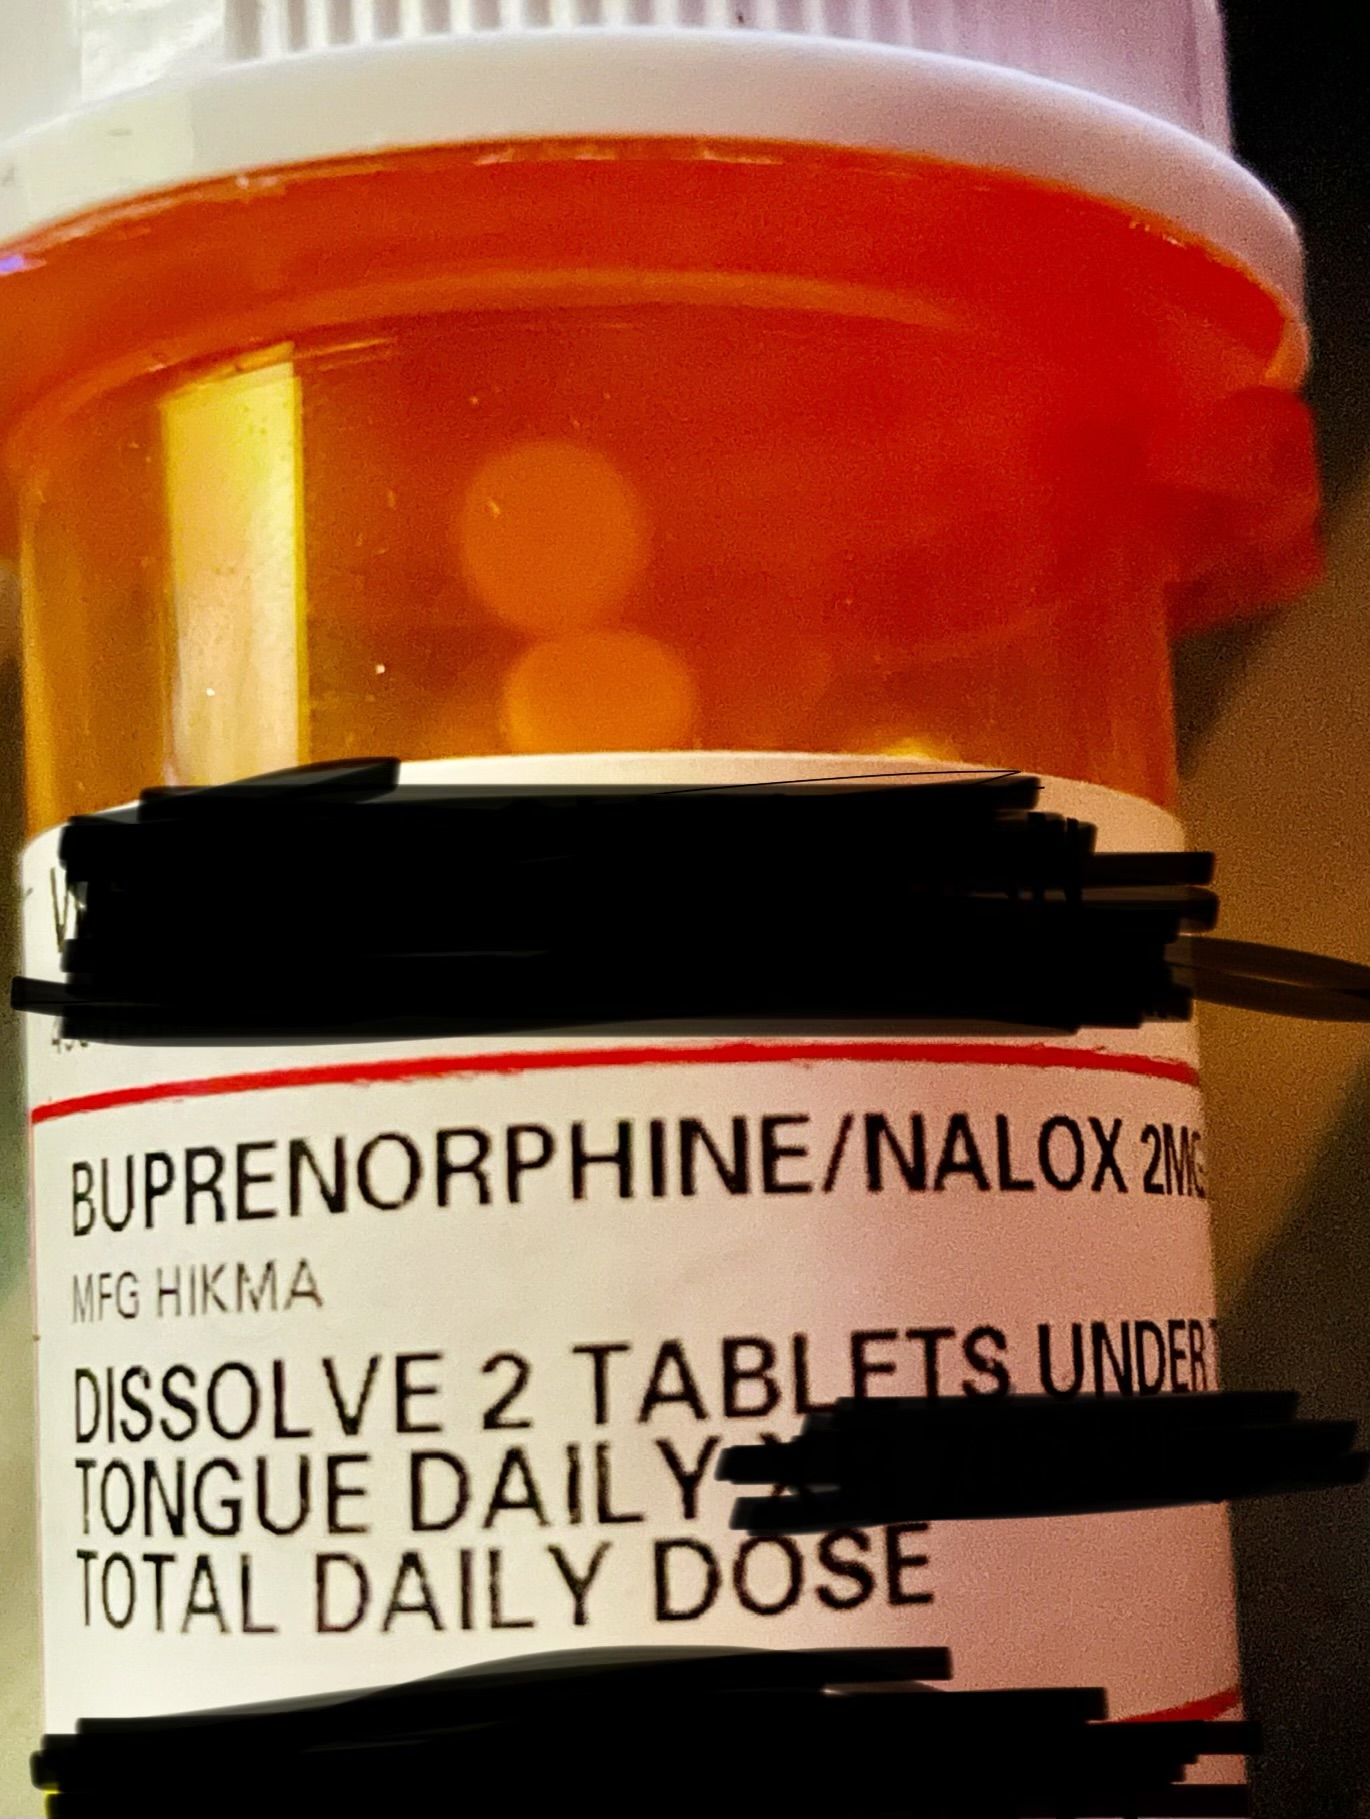 BUPRENORPHINE/NALOX 2MG
MFG HIKMA
DISSOLVE 2 TABLETS UNDER
TONGUE DAILY
TOTAL DAILY DOSE